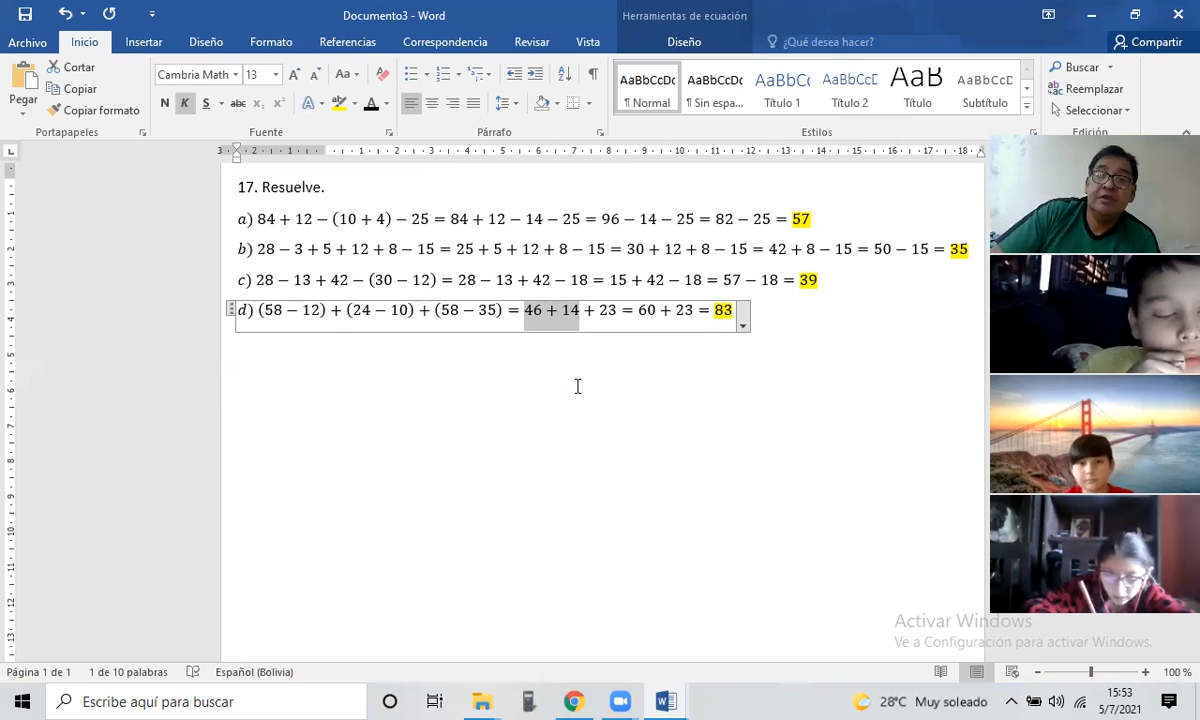 Documento3 - Word
Herramientas de ecuación
Archivo Inicio Insertar Diseño Formato Referencias Correspondencia Revisar Vista Diseño ¿Qué desea hacer? Compartir
Pegar
Cortar
Copiar
Copiar formato
Portapapeles
Cambria Math 13
N K S abc
Fuente
Párrafo
AaBbCcDc AaBbCcDc AaBbCc AaBbCcD AaB AaBbCcD
¶ Normal ¶ Sin espa... Título 1 Título 2 Título Subtítulo
Estilos
Buscar
Reemplazar
Seleccionar
Edición
17. Resuelve.
a) 84 + 12 − (10 + 4) − 25 = 84 + 12 − 14 − 25 = 96 − 14 − 25 = 82 − 25 = 57
b) 28 − 3 + 5 + 12 + 8 − 15 = 25 + 5 + 12 + 8 − 15 = 30 + 12 + 8 − 15 = 42 + 8 − 15 = 50 − 15 = 35
c) 28 − 13 + 42 − (30 − 12) = 28 − 13 + 42 − 18 = 15 + 42 − 18 = 57 − 18 = 39
d) (58 − 12) + (24 − 10) + (58 − 35) = 46 + 14 + 23 = 60 + 23 = 83
Activar Windows
Ve a Configuración para activar Windows.
Página 1 de 1 1 de 10 palabras Español (Bolivia) 100 %
Escribe aquí para buscar
28°C Muy soleado
15:53
5/7/2021